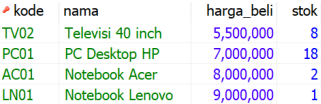 kode nama harga_beli stok
TV02 Televisi 40 inch 5,500,000 8
PC01 PC Desktop HP 7,000,000 18
AC01 Notebook Acer 8,000,000 2
LN01 Notebook Lenovo 9,000,000 1